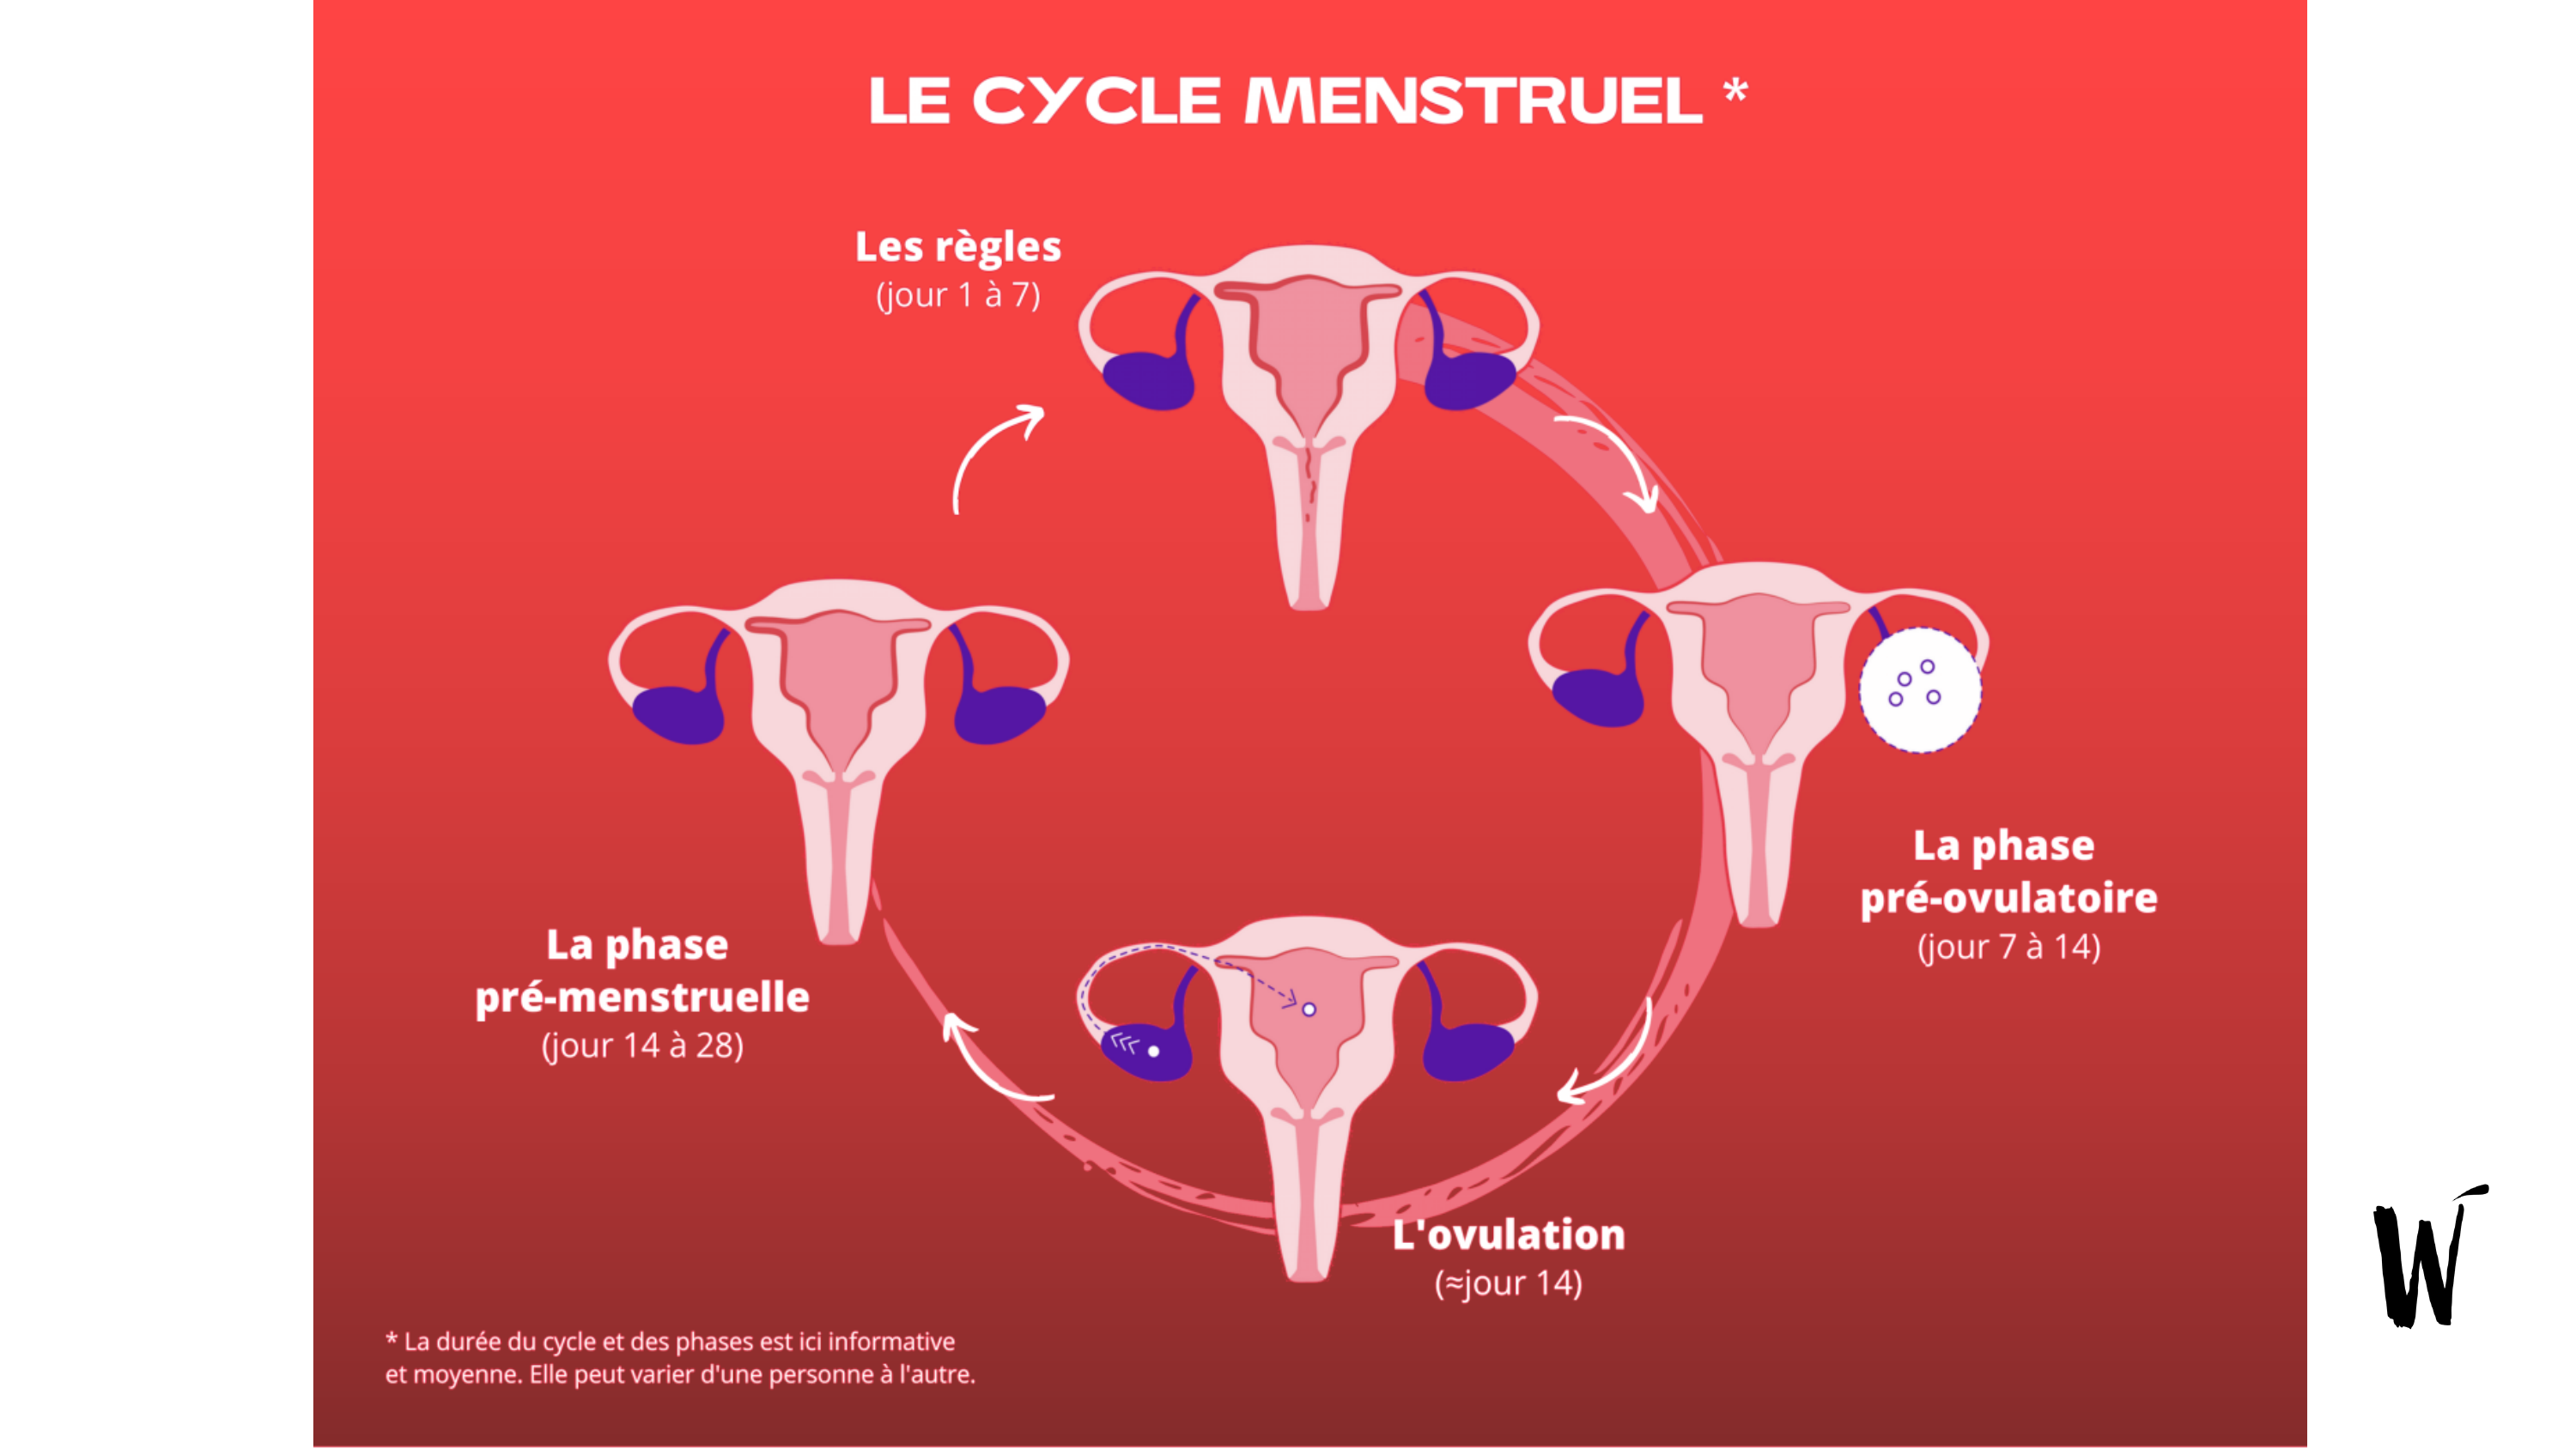 LE CYCLE MENSTRUEL *
Les règles
(jour 1 à 7)
La phase
pré-ovulatoire
(jour 7 à 14)
La phase
pré-menstruelle
(jour 14 à 28)
L'ovulation
(≈jour 14)
* La durée du cycle et des phases est ici informative
et moyenne. Elle peut varier d'une personne à l'autre.
W